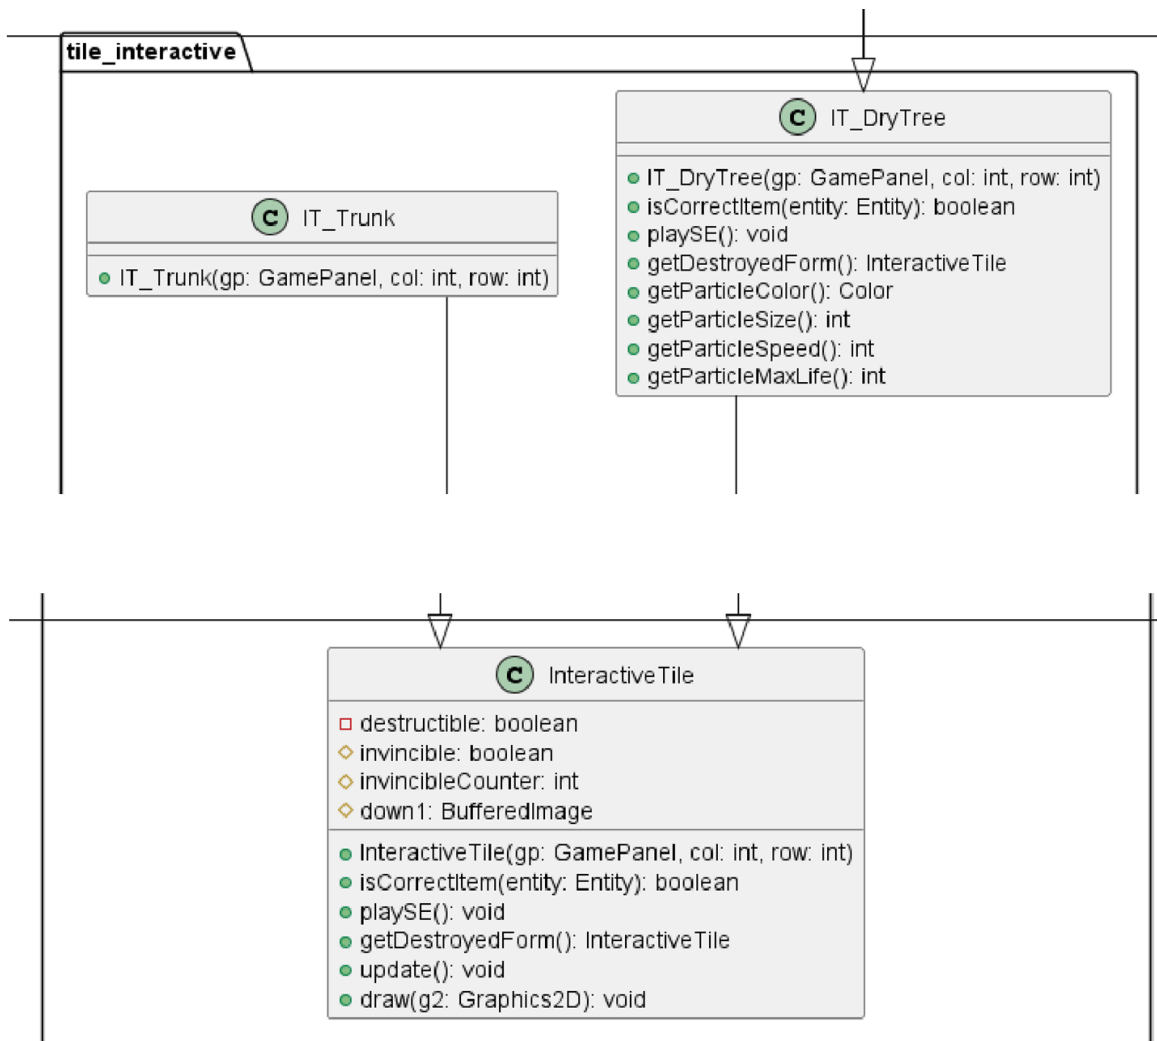 tile_interactive
C IT_DryTree
IT_DryTree(gp: GamePanel, col: int, row: int)
isCorrectItem(entity: Entity): boolean
playSE(): void
getDestroyedForm(): InteractiveTile
getParticleColor(): Color
getParticleSize(): int
getParticleSpeed(): int
getParticleMaxLife(): int
C IT_Trunk
IT_Trunk(gp: GamePanel, col: int, row: int)
C InteractiveTile
destructible: boolean
invincible: boolean
invincibleCounter: int
down1: BufferedImage
InteractiveTile(gp: GamePanel, col: int, row: int)
isCorrectItem(entity: Entity): boolean
playSE(): void
getDestroyedForm(): InteractiveTile
update(): void
draw(g2: Graphics2D): void